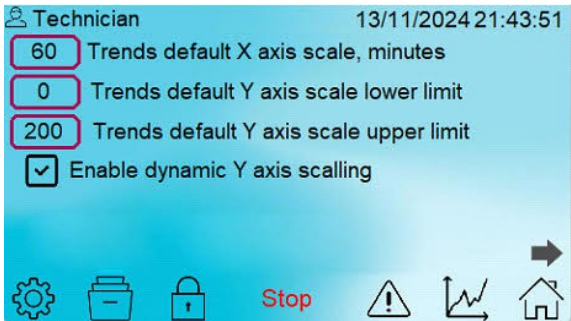 Technician 13/11/2024 21:43:51
60 Trends default X axis scale, minutes
0 Trends default Y axis scale lower limit
200 Trends default Y axis scale upper limit
Enable dynamic Y axis scalling
Stop